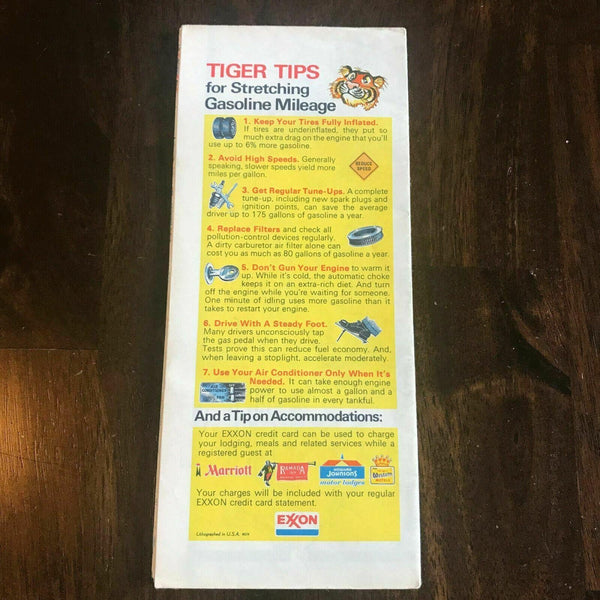 TIGER TIPS
for Stretching
Gasoline Mileage
1. Keep Your Tires Fully Inflated.
If tires are underinflated, they put so
much extra drag on the engine that you'll
use up to 6% more gasoline.
2. Avoid High Speeds. Generally
speaking, slower speeds yield more
miles per gallon.
REDUCE
SPEED
3. Get Regular Tune-Ups. A complete
tune-up, including new spark plugs and
ignition points, can save the average
driver up to 175 gallons of gasoline a year.
4. Replace Filters and check all
pollution-control devices regularly.
A dirty carburetor air filter alone can
cost you as much as 80 gallons of gasoline a year.
5. Don't Gun Your Engine to warm it
up. While it's cold, the automatic choke
keeps it on an extra-rich diet. And turn
off the engine while you're waiting for someone.
One minute of idling uses more gasoline than it
takes to restart your engine.
6. Drive With A Steady Foot.
Many drivers unconsciously tap
the gas pedal when they drive.
Tests prove this can reduce fuel economy. And,
when leaving a stoplight, accelerate moderately.
7. Use Your Air Conditioner Only When It's
Needed. It can take enough engine
power to use almost a gallon and a
half of gasoline in every tankful.
AIR
CONDITIONER
And a Tip on Accommodations:
Your EXXON credit card can be used to charge
your lodging, meals and related services while a
registered guest at
Marriott
RAMADA
INN
HOWARD
JOHNSON'S
motor lodges
Best
Western
MOTELS
Your charges will be included with your regular
EXXON credit card statement.
EXXON
Lithographed in U.S.A.